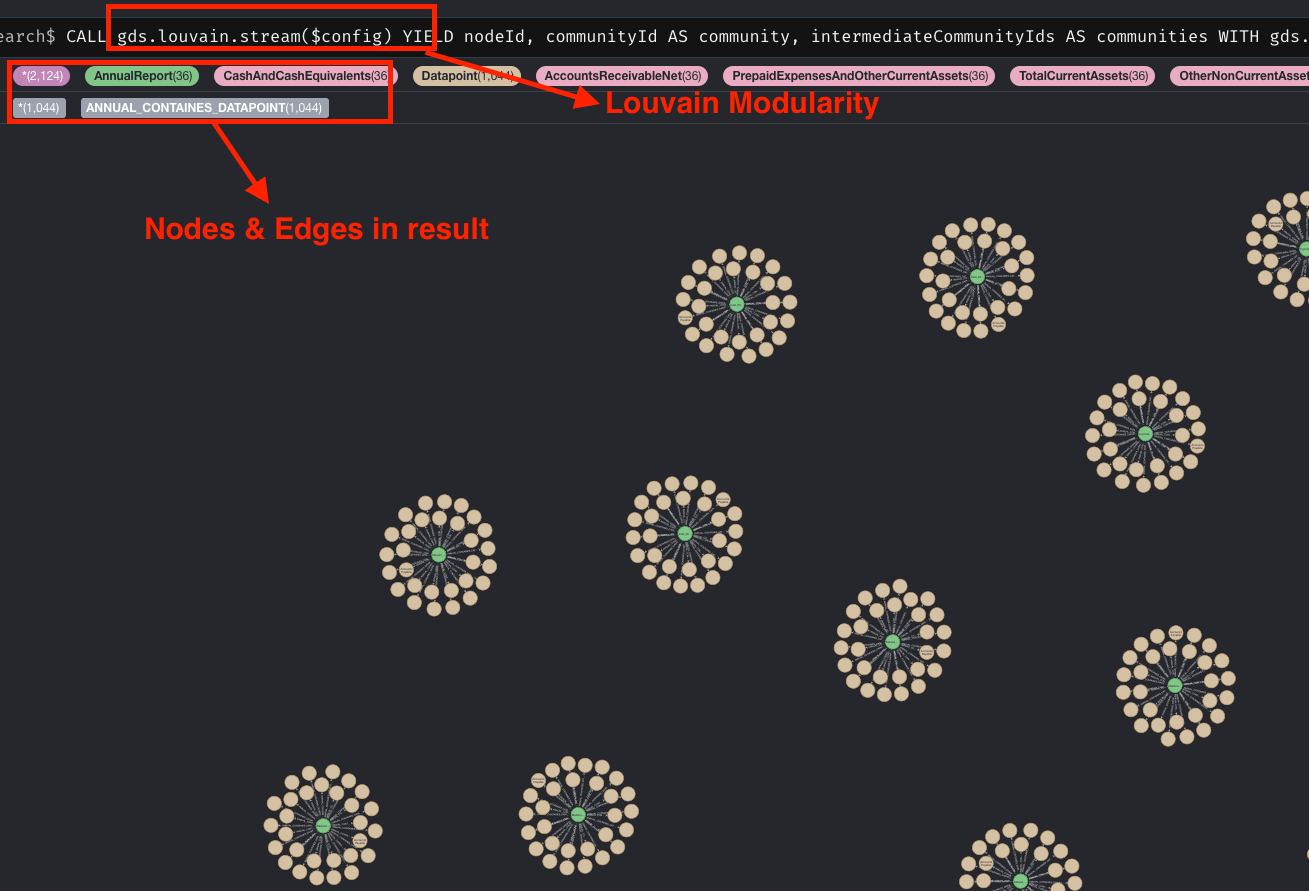 earch$ CALL gds.louvain.stream($config) YIELD nodeId, communityId AS community, intermediateCommunityIds AS communities WITH gds.
*(2,124) AnnualReport(36) CashAndCashEquivalents(36) Datapoint(1,044) AccountsReceivableNet(36) PrepaidExpensesAndOtherCurrentAssets(36) TotalCurrentAssets(36) OtherNonCurrentAsset
*(1,044) ANNUAL_CONTAINES_DATAPOINT(1,044)
Louvain Modularity
Nodes & Edges in result